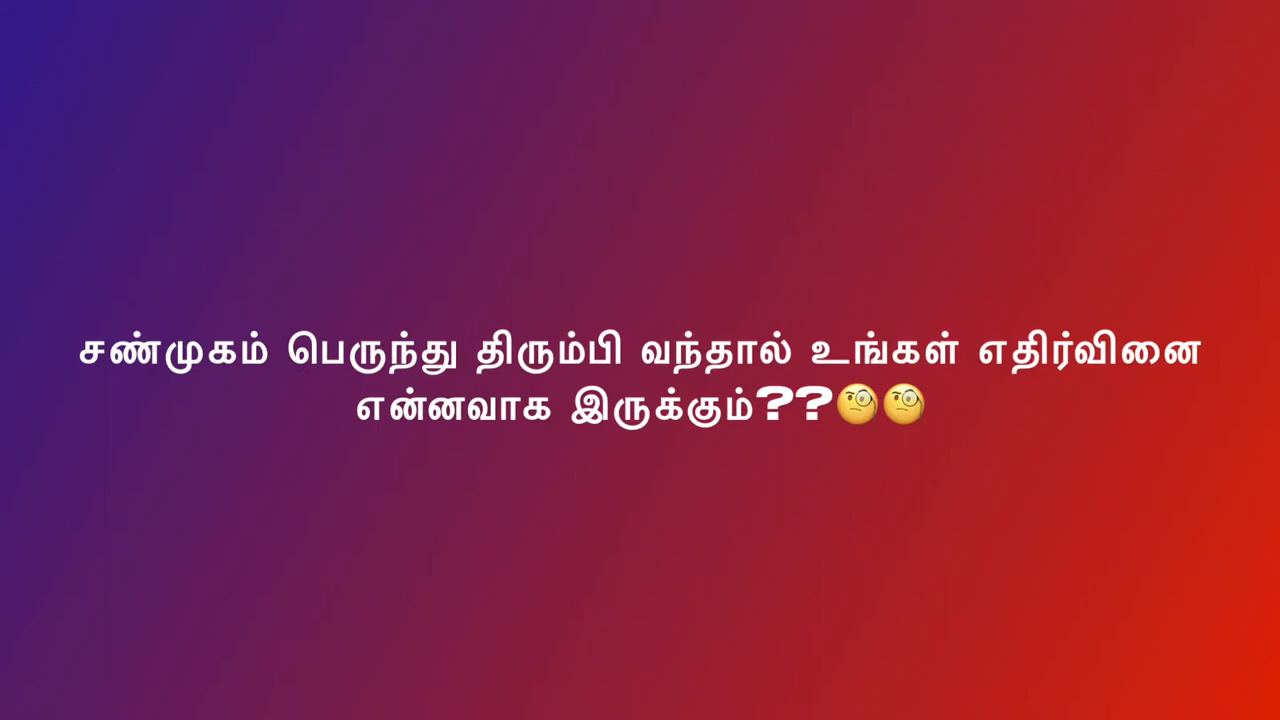 சண்முகம் பெருந்து திரும்பி வந்தால் உங்கள் எதிர்வினை
என்னவாக இருக்கும்??🧐🧐